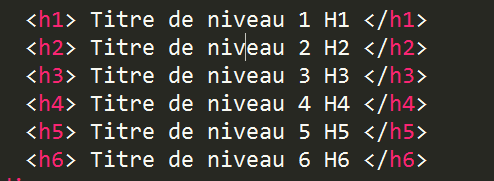 <h1> Titre de niveau 1 H1 </h1>
<h2> Titre de niveau 2 H2 </h2>
<h3> Titre de niveau 3 H3 </h3>
<h4> Titre de niveau 4 H4 </h4>
<h5> Titre de niveau 5 H5 </h5>
<h6> Titre de niveau 6 H6 </h6>